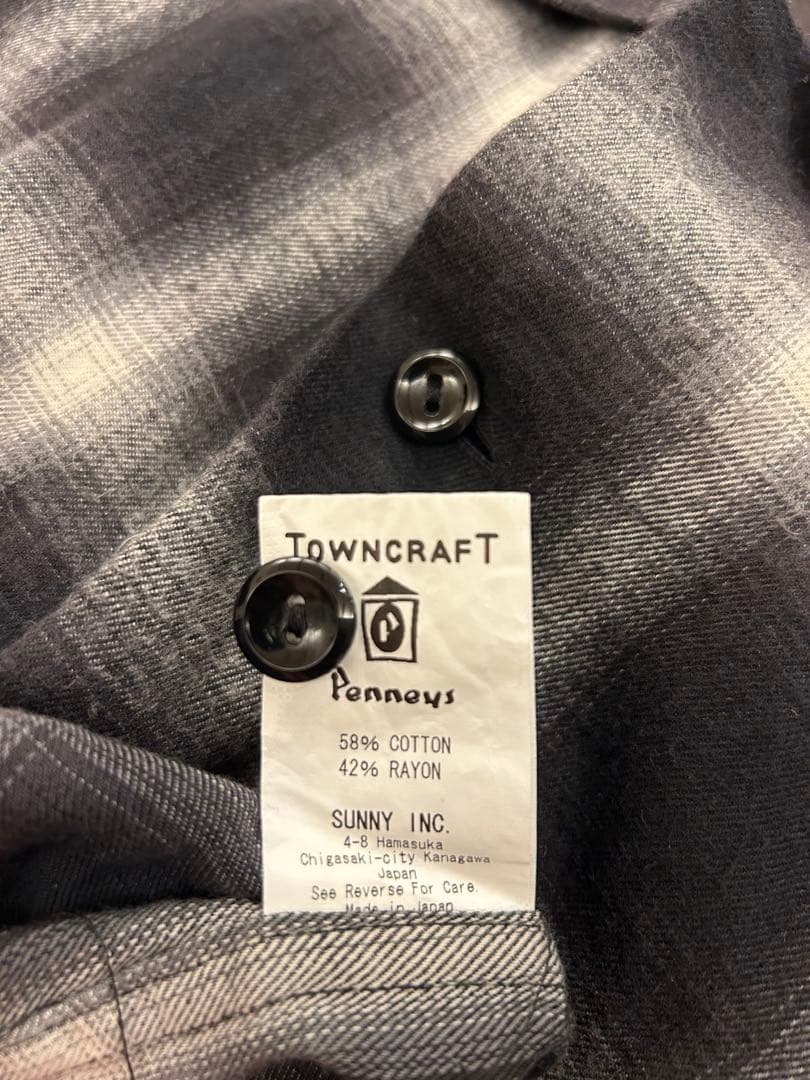 TOWNCRAFT
P
Penneys
58% COTTON
42% RAYON
SUNNY INC.
4-8 Hamasuka
Chigasaki-city Kanagawa
Japan
See Reverse For Care.
Made in Japan